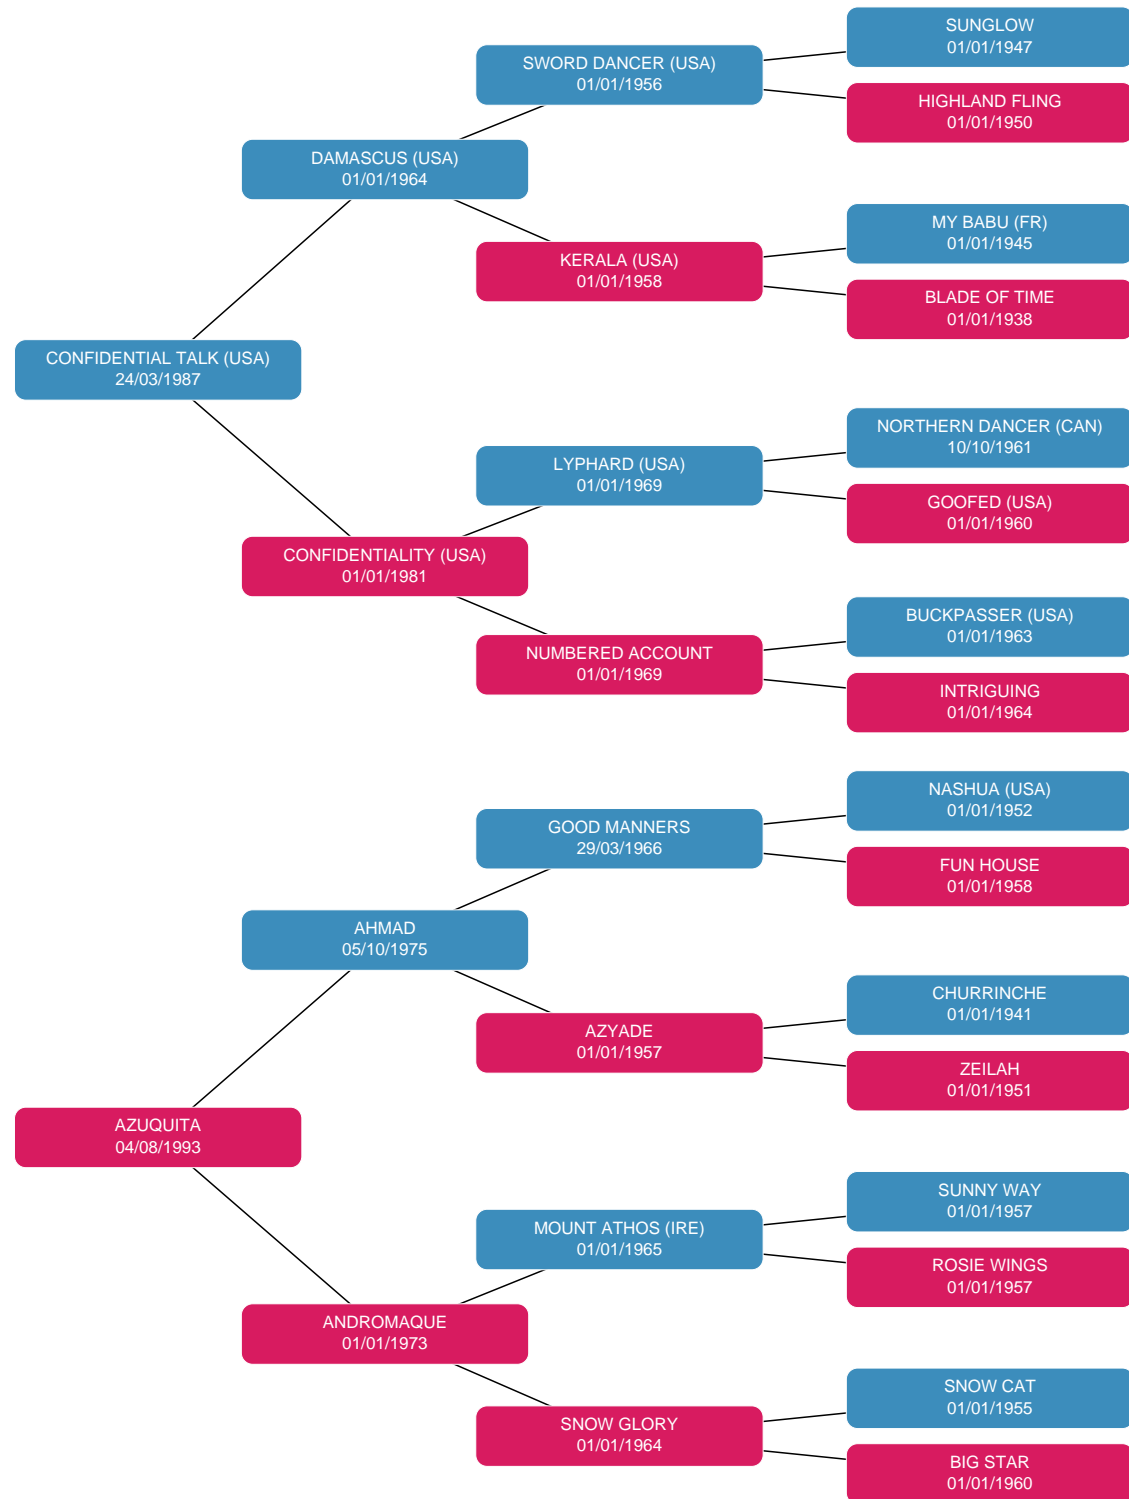 SUNGLOW
01/01/1947
SWORD DANCER (USA)
01/01/1956
HIGHLAND FLING
01/01/1950
DAMASCUS (USA)
01/01/1964
MY BABU (FR)
01/01/1945
KERALA (USA)
01/01/1958
BLADE OF TIME
01/01/1938
CONFIDENTIAL TALK (USA)
24/03/1987
NORTHERN DANCER (CAN)
10/10/1961
LYPHARD (USA)
01/01/1969
GOOFED (USA)
01/01/1960
CONFIDENTIALITY (USA)
01/01/1981
BUCKPASSER (USA)
01/01/1963
NUMBERED ACCOUNT
01/01/1969
INTRIGUING
01/01/1964
NASHUA (USA)
01/01/1952
GOOD MANNERS
29/03/1966
FUN HOUSE
01/01/1958
AHMAD
05/10/1975
CHURRINCHE
01/01/1941
AZYADE
01/01/1957
ZEILAH
01/01/1951
AZUQUITA
04/08/1993
SUNNY WAY
01/01/1957
MOUNT ATHOS (IRE)
01/01/1965
ROSIE WINGS
01/01/1957
ANDROMAQUE
01/01/1973
SNOW CAT
01/01/1955
SNOW GLORY
01/01/1964
BIG STAR
01/01/1960